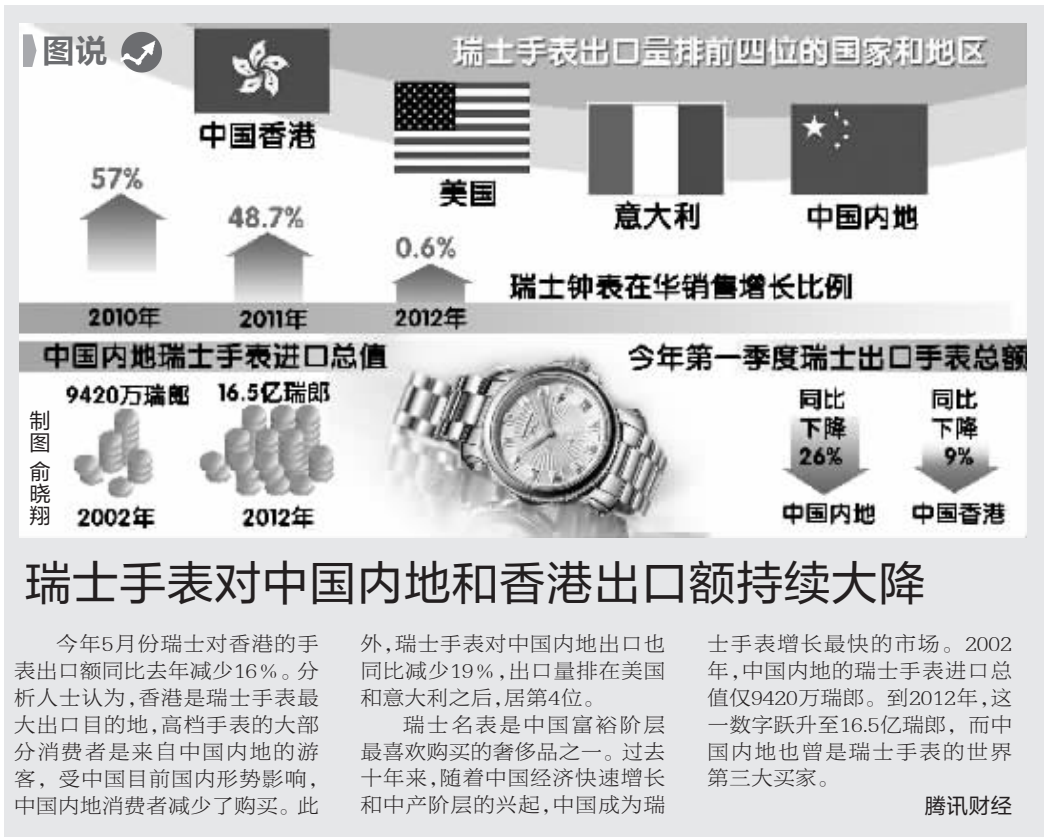 图说
瑞士手表出口量排前四位的国家和地区
中国香港
美国
意大利
中国内地
57%
48.7%
0.6%
瑞士钟表在华销售增长比例
2010年
2011年
2012年
中国内地瑞士手表进口总值
9420万瑞郎
16.5亿瑞郎
2002年
2012年
制图 俞晓翔
今年第一季度瑞士出口手表总额
同比
下降
26%
中国内地
同比
下降
9%
中国香港
瑞士手表对中国内地和香港出口额持续大降
今年5月份瑞士对香港的手
表出口额同比去年减少16%。分
析人士认为,香港是瑞士手表最
大出口目的地,高档手表的大部
分消费者是来自中国内地的游
客，受中国目前国内形势影响，
中国内地消费者减少了购买。此
外,瑞士手表对中国内地出口也
同比减少19%,出口量排在美国
和意大利之后,居第4位。
瑞士名表是中国富裕阶层
最喜欢购买的奢侈品之一。过去
十年来,随着中国经济快速增长
和中产阶层的兴起,中国成为瑞
士手表增长最快的市场。2002
年,中国内地的瑞士手表进口总
值仅9420万瑞郎。到2012年,这
一数字跃升至16.5亿瑞郎，而中
国内地也曾是瑞士手表的世界
第三大买家。
腾讯财经